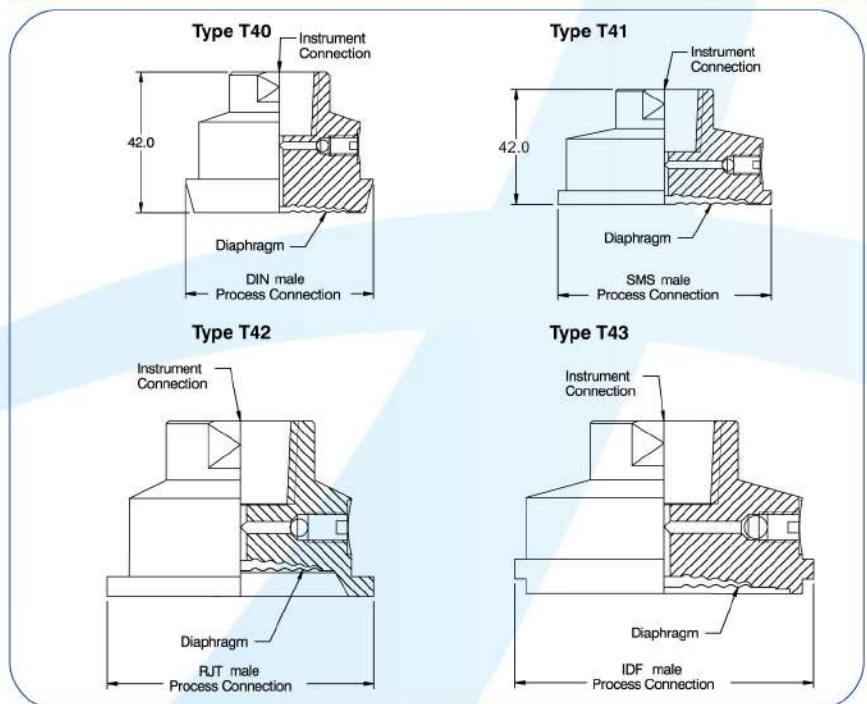 Type T40
Instrument
Connection
42.0
Diaphragm
DIN male
Process Connection
Type T41
Instrument
Connection
42.0
Diaphragm
SMS male
Process Connection
Type T42
Instrument
Connection
Diaphragm
RJT male
Process Connection
Type T43
Instrument
Connection
Diaphragm
IDF male
Process Connection